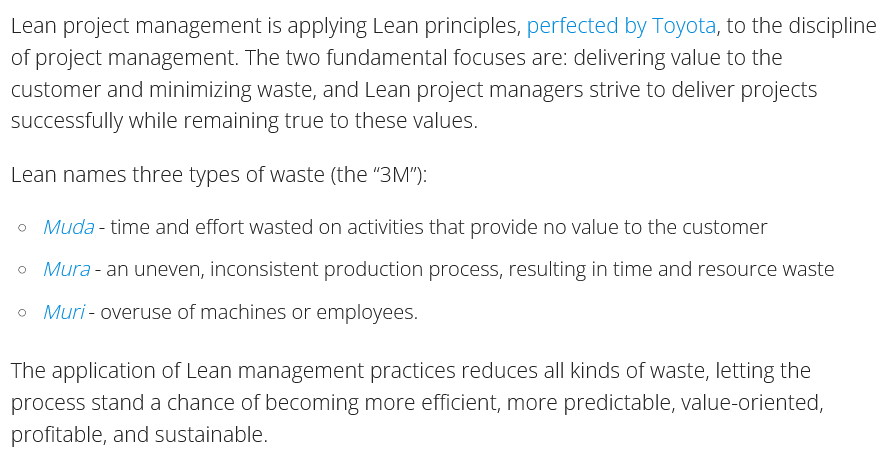 Lean project management is applying Lean principles, perfected by Toyota, to the discipline
of project management. The two fundamental focuses are: delivering value to the
customer and minimizing waste, and Lean project managers strive to deliver projects
successfully while remaining true to these values.
Lean names three types of waste (the “3M”):
◦ Muda - time and effort wasted on activities that provide no value to the customer
◦ Mura - an uneven, inconsistent production process, resulting in time and resource waste
◦ Muri - overuse of machines or employees.
The application of Lean management practices reduces all kinds of waste, letting the
process stand a chance of becoming more efficient, more predictable, value-oriented,
profitable, and sustainable.